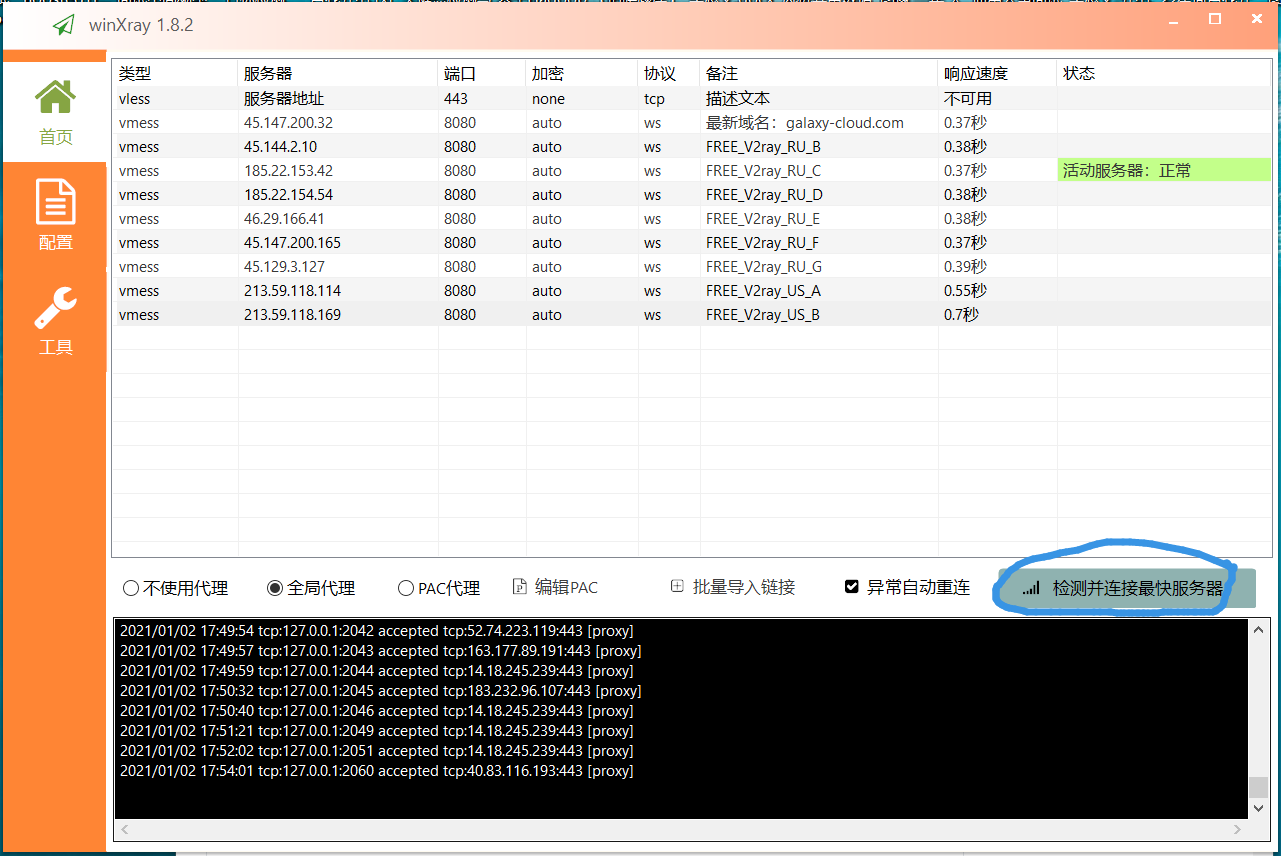 winXray 1.8.2
类型 服务器 端口 加密 协议 备注 响应速度 状态
vless 服务器地址 443 none tcp 描述文本 不可用
vmess 45.147.200.32 8080 auto ws 最新域名：galaxy-cloud.com 0.37秒
vmess 45.144.2.10 8080 auto ws FREE_V2ray_RU_B 0.38秒
vmess 185.22.153.42 8080 auto ws FREE_V2ray_RU_C 0.37秒 活动服务器：正常
vmess 185.22.154.54 8080 auto ws FREE_V2ray_RU_D 0.38秒
vmess 46.29.166.41 8080 auto ws FREE_V2ray_RU_E 0.38秒
vmess 45.147.200.165 8080 auto ws FREE_V2ray_RU_F 0.37秒
vmess 45.129.3.127 8080 auto ws FREE_V2ray_RU_G 0.39秒
vmess 213.59.118.114 8080 auto ws FREE_V2ray_US_A 0.55秒
vmess 213.59.118.169 8080 auto ws FREE_V2ray_US_B 0.7秒
首页
配置
工具
不使用代理 全局代理 PAC代理 编辑PAC 批量导入链接 异常自动重连 检测并连接最快服务器
2021/01/02 17:49:54 tcp:127.0.0.1:2042 accepted tcp:52.74.223.119:443 [proxy]
2021/01/02 17:49:57 tcp:127.0.0.1:2043 accepted tcp:163.177.89.191:443 [proxy]
2021/01/02 17:49:59 tcp:127.0.0.1:2044 accepted tcp:14.18.245.239:443 [proxy]
2021/01/02 17:50:32 tcp:127.0.0.1:2045 accepted tcp:183.232.96.107:443 [proxy]
2021/01/02 17:50:40 tcp:127.0.0.1:2046 accepted tcp:14.18.245.239:443 [proxy]
2021/01/02 17:51:21 tcp:127.0.0.1:2049 accepted tcp:14.18.245.239:443 [proxy]
2021/01/02 17:52:02 tcp:127.0.0.1:2051 accepted tcp:14.18.245.239:443 [proxy]
2021/01/02 17:54:01 tcp:127.0.0.1:2060 accepted tcp:40.83.116.193:443 [proxy]